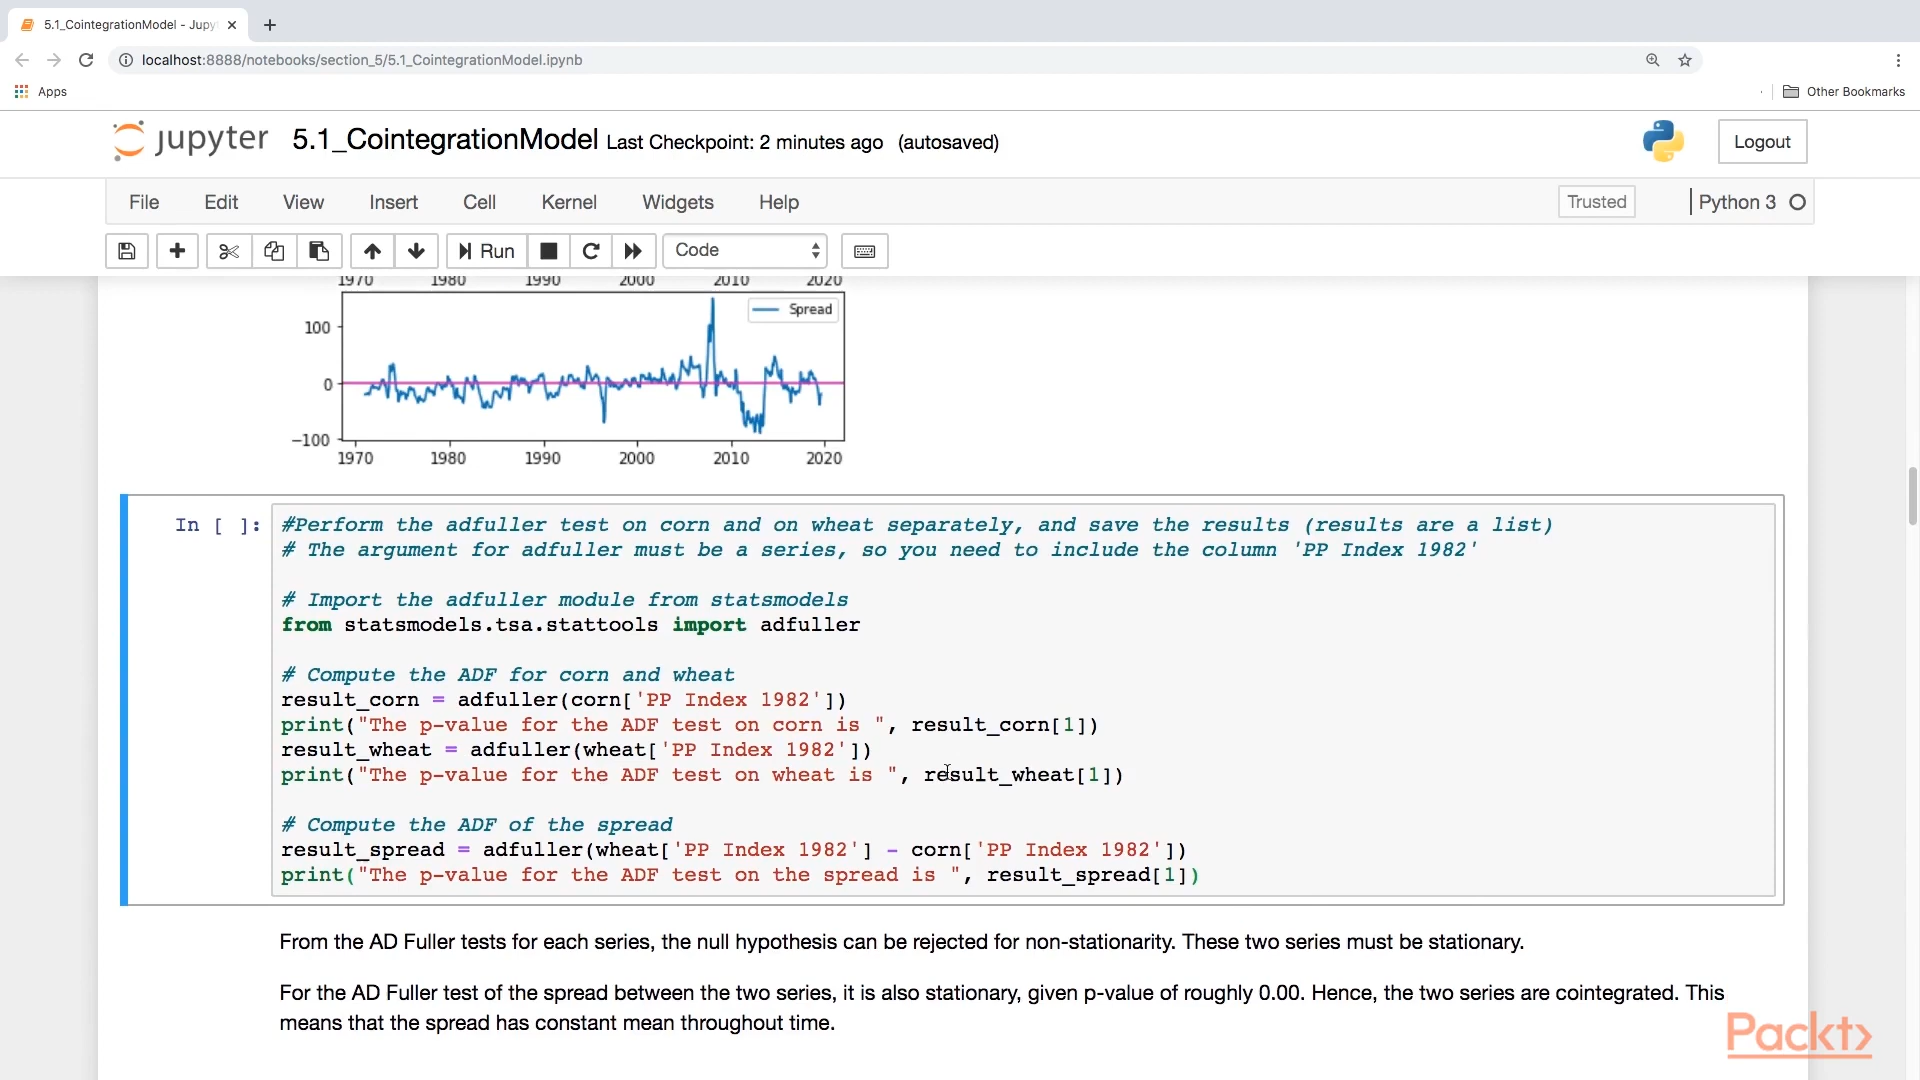 5.1_CointegrationModel - Jupy
localhost:8888/notebooks/section_5/5.1_CointegrationModel.ipynb
Apps
Other Bookmarks
jupyter 5.1_CointegrationModel Last Checkpoint: 2 minutes ago (autosaved)
Logout
File Edit View Insert Cell Kernel Widgets Help
Trusted
Python 3
Run
Code
1970 1980 1990 2000 2010 2020
Spread
100
0
−100
1970 1980 1990 2000 2010 2020
In [ ]:
#Perform the adfuller test on corn and on wheat separately, and save the results (results are a list)
# The argument for adfuller must be a series, so you need to include the column 'PP Index 1982'
# Import the adfuller module from statsmodels
from statsmodels.tsa.stattools import adfuller
# Compute the ADF for corn and wheat
result_corn = adfuller(corn['PP Index 1982'])
print("The p-value for the ADF test on corn is ", result_corn[1])
result_wheat = adfuller(wheat['PP Index 1982'])
print("The p-value for the ADF test on wheat is ", result_wheat[1])
# Compute the ADF of the spread
result_spread = adfuller(wheat['PP Index 1982'] - corn['PP Index 1982'])
print("The p-value for the ADF test on the spread is ", result_spread[1])
From the AD Fuller tests for each series, the null hypothesis can be rejected for non-stationarity. These two series must be stationary.
For the AD Fuller test of the spread between the two series, it is also stationary, given p-value of roughly 0.00. Hence, the two series are cointegrated. This
means that the spread has constant mean throughout time.
Packt>